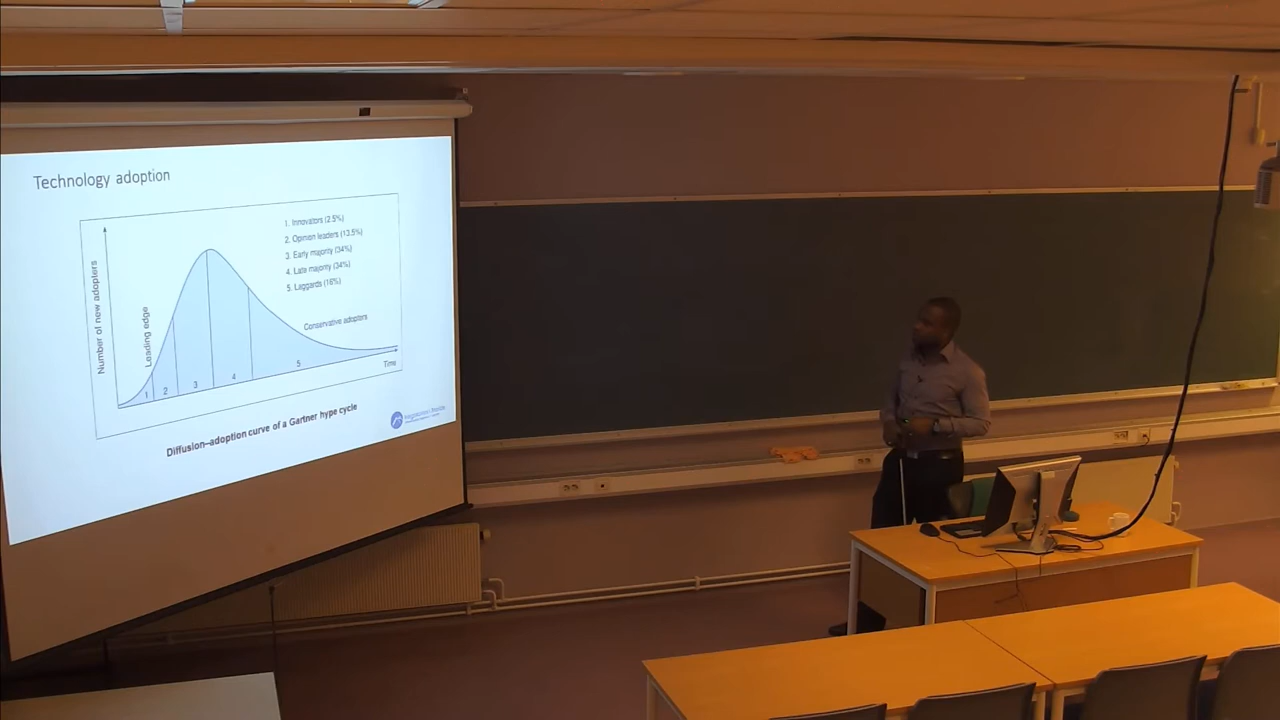 Technology adoption
Number of new adopters
Leading edge
1. Innovators (2.5%)
2. Opinion leaders (13.5%)
3. Early majority (34%)
4. Late majority (34%)
5. Laggards (16%)
Conservative adopters
1 2 3 4 5
Time
Diffusion–adoption curve of a Gartner hype cycle